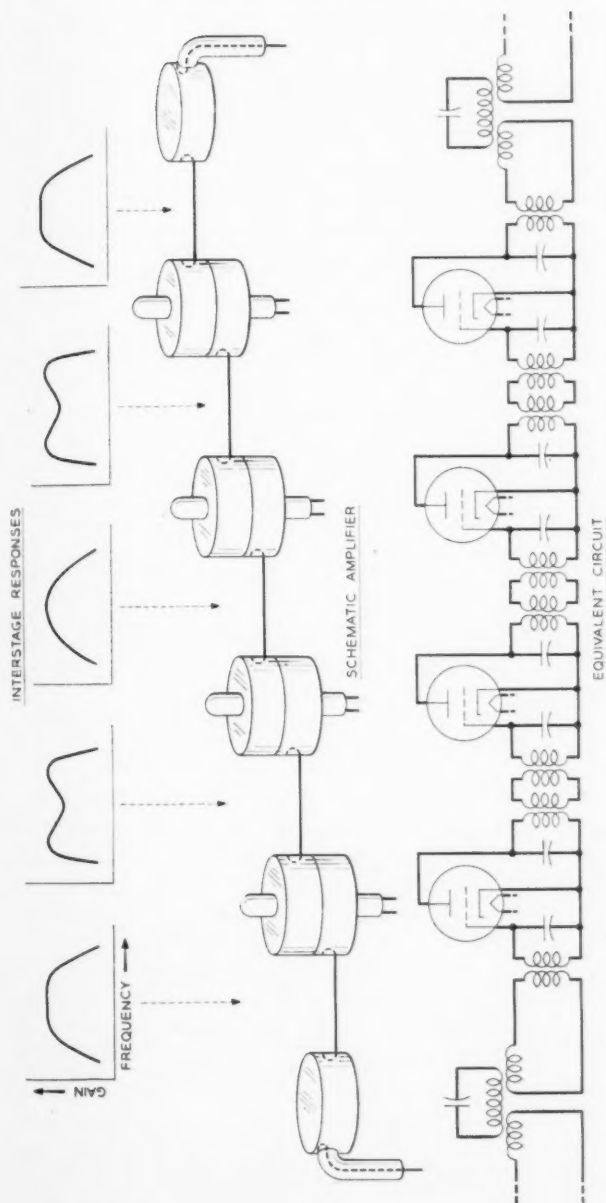 INTERSTAGE RESPONSES
GAIN
FREQUENCY
SCHEMATIC AMPLIFIER
EQUIVALENT CIRCUIT